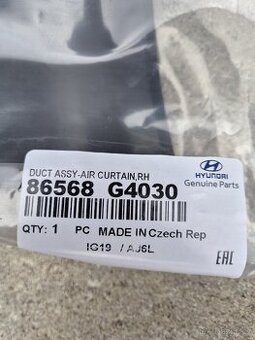 DUCT ASSY-AIR CURTAIN,RH
86568 G4030
HYUNDAI
Genuine Parts
QTY: 1 PC MADE IN Czech Rep
IG19 / AJ6L
EAC